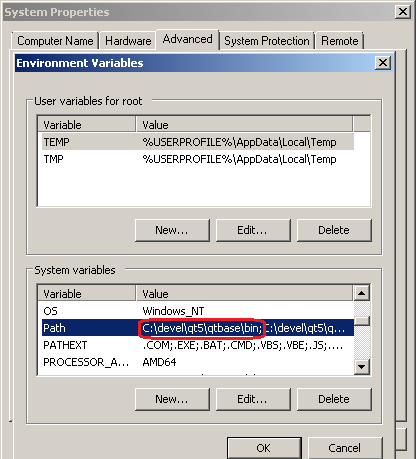 System Properties
Computer Name Hardware Advanced System Protection Remote
Environment Variables
User variables for root
Variable Value
TEMP %USERPROFILE%\AppData\Local\Temp
TMP %USERPROFILE%\AppData\Local\Temp
New... Edit... Delete
System variables
Variable Value
OS Windows_NT
Path C:\devel\qt5\qtbase\bin;C:\devel\qt5\q...
PATHEXT .COM;.EXE;.BAT;.CMD;.VBS;.VBE;.JS;....
PROCESSOR_A... AMD64
New... Edit... Delete
OK Cancel